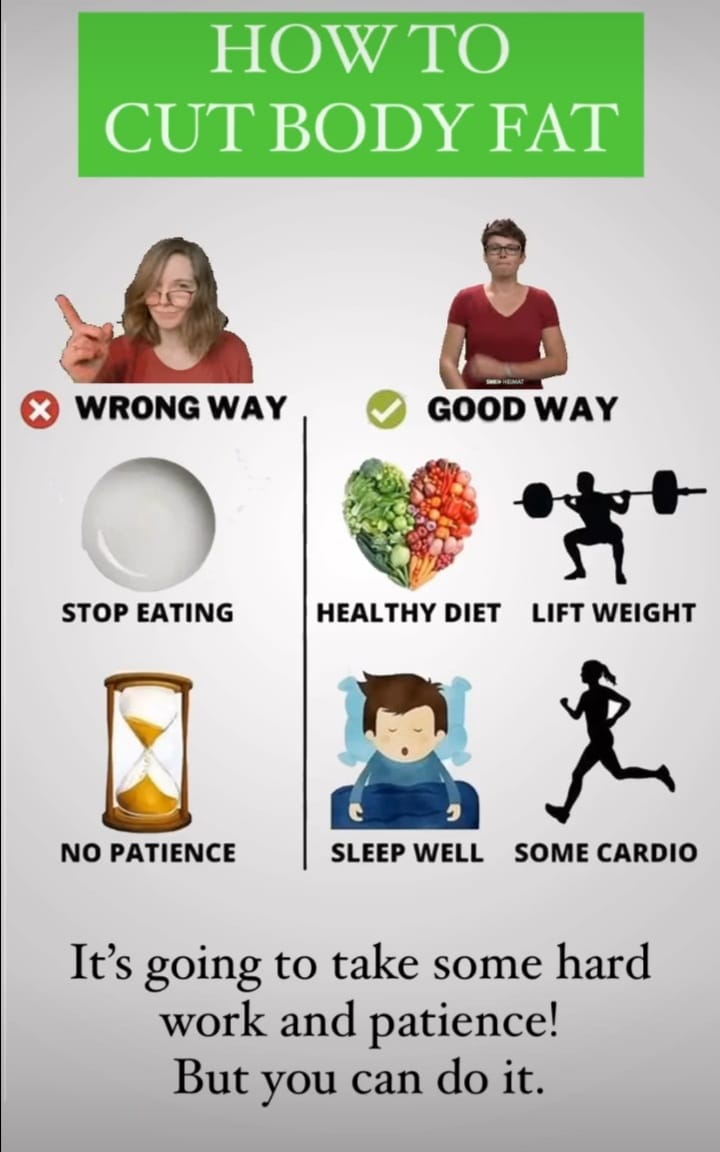 HOW TO
CUT BODY FAT
WRONG WAY
GOOD WAY
STOP EATING
HEALTHY DIET
LIFT WEIGHT
NO PATIENCE
SLEEP WELL
SOME CARDIO
It's going to take some hard
work and patience!
But you can do it.